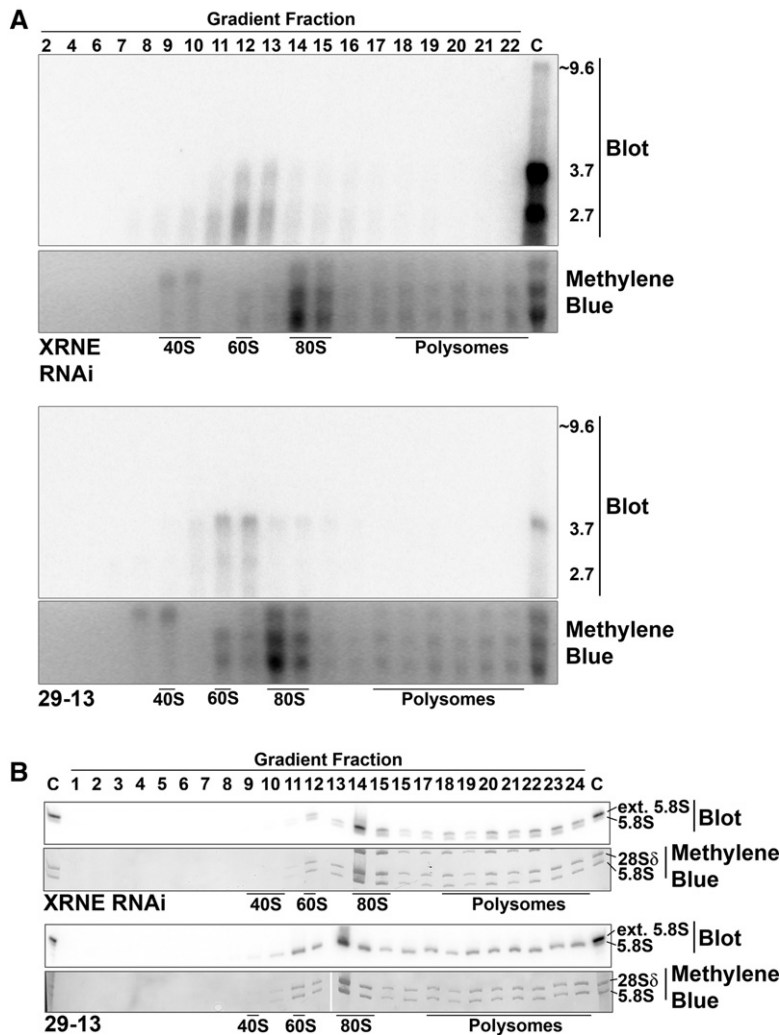 A
Gradient Fraction
2 4 6 7 8 9 10 11 12 13 14 15 16 17 18 19 20 21 22 C
~9.6
3.7
2.7
Blot
Methylene
Blue
XRNE
RNAi
40S 60S 80S Polysomes
~9.6
3.7
2.7
Blot
Methylene
Blue
29-13
40S 60S 80S Polysomes
B
Gradient Fraction
C 1 2 3 4 5 6 7 8 9 10 11 12 13 14 15 15 17 18 19 20 21 22 23 24 C
ext. 5.8S
5.8S
Blot
28Sδ
5.8S
Methylene
Blue
XRNE RNAi 40S 60S 80S Polysomes
ext. 5.8S
5.8S
Blot
28Sδ
5.8S
Methylene
Blue
29-13 40S 60S 80S Polysomes